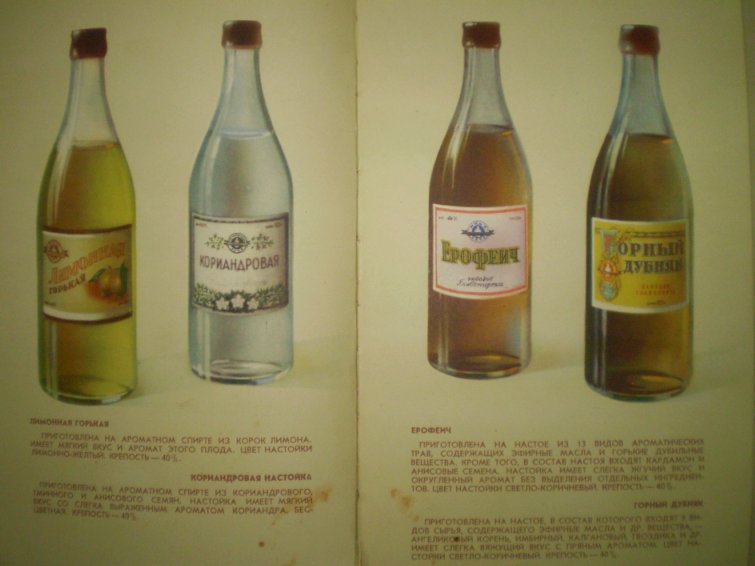 Лимонная
ГОРЬКАЯ
КОРИАНДРОВАЯ
ЕРОФЕИЧ
ГОРНЫЙ
ДУБНЯК
ЛИМОННАЯ ГОРЬКАЯ
ПРИГОТОВЛЕНА НА АРОМАТНОМ СПИРТЕ ИЗ КОРОК ЛИМОНА.
ИМЕЕТ МЯГКИЙ ВКУС И АРОМАТ ЭТОГО ПЛОДА. ЦВЕТ НАСТОЙКИ
ЛИМОННО-ЖЕЛТЫЙ. КРЕПОСТЬ — 40%.
КОРИАНДРОВАЯ НАСТОЙКА
ПРИГОТОВЛЕНА НА АРОМАТНОМ СПИРТЕ ИЗ КОРИАНДРОВОГО,
ТМИННОГО И АНИСОВОГО СЕМЯН. НАСТОЙКА ИМЕЕТ МЯГКИЙ
ВКУС СО СЛЕГКА ВЫРАЖЕННЫМ АРОМАТОМ КОРИАНДРА. БЕС-
ЦВЕТНАЯ. КРЕПОСТЬ — 40%.
ЕРОФЕИЧ
ПРИГОТОВЛЕНА НА НАСТОЕ ИЗ 13 ВИДОВ АРОМАТИЧЕСКИХ
ТРАВ, СОДЕРЖАЩИХ ЭФИРНЫЕ МАСЛА И ГОРЬКИЕ ДУБИЛЬНЫЕ
ВЕЩЕСТВА. КРОМЕ ТОГО, В СОСТАВ НАСТОЯ ВХОДЯТ КАРДАМОН И
АНИСОВЫЕ СЕМЕНА. НАСТОЙКА ИМЕЕТ СЛЕГКА ЖГУЧИЙ ВКУС И
ОКРУГЛЕННЫЙ АРОМАТ БЕЗ ВЫДЕЛЕНИЯ ОТДЕЛЬНЫХ ИНГРЕДИЕН-
ТОВ. ЦВЕТ НАСТОЙКИ СВЕТЛО-КОРИЧНЕВЫЙ. КРЕПОСТЬ — 40%.
ГОРНЫЙ ДУБНЯК
ПРИГОТОВЛЕНА НА НАСТОЕ, В СОСТАВ КОТОРОГО ВХОДЯТ 9 ВИ-
ДОВ СЫРЬЯ, СОДЕРЖАЩЕГО ЭФИРНЫЕ МАСЛА И ДР. ВЕЩЕСТВА, —
АНГЕЛИКОВЫЙ КОРЕНЬ, ИМБИРНЫЙ, КАЛГАНОВЫЙ, ГВОЗДИКА И ДР.
ИМЕЕТ СЛЕГКА ВЯЖУЩИЙ ВКУС С ПРЯНЫМ АРОМАТОМ. ЦВЕТ НА-
СТОЙКИ СВЕТЛО-КОРИЧНЕВЫЙ. КРЕПОСТЬ — 40%.